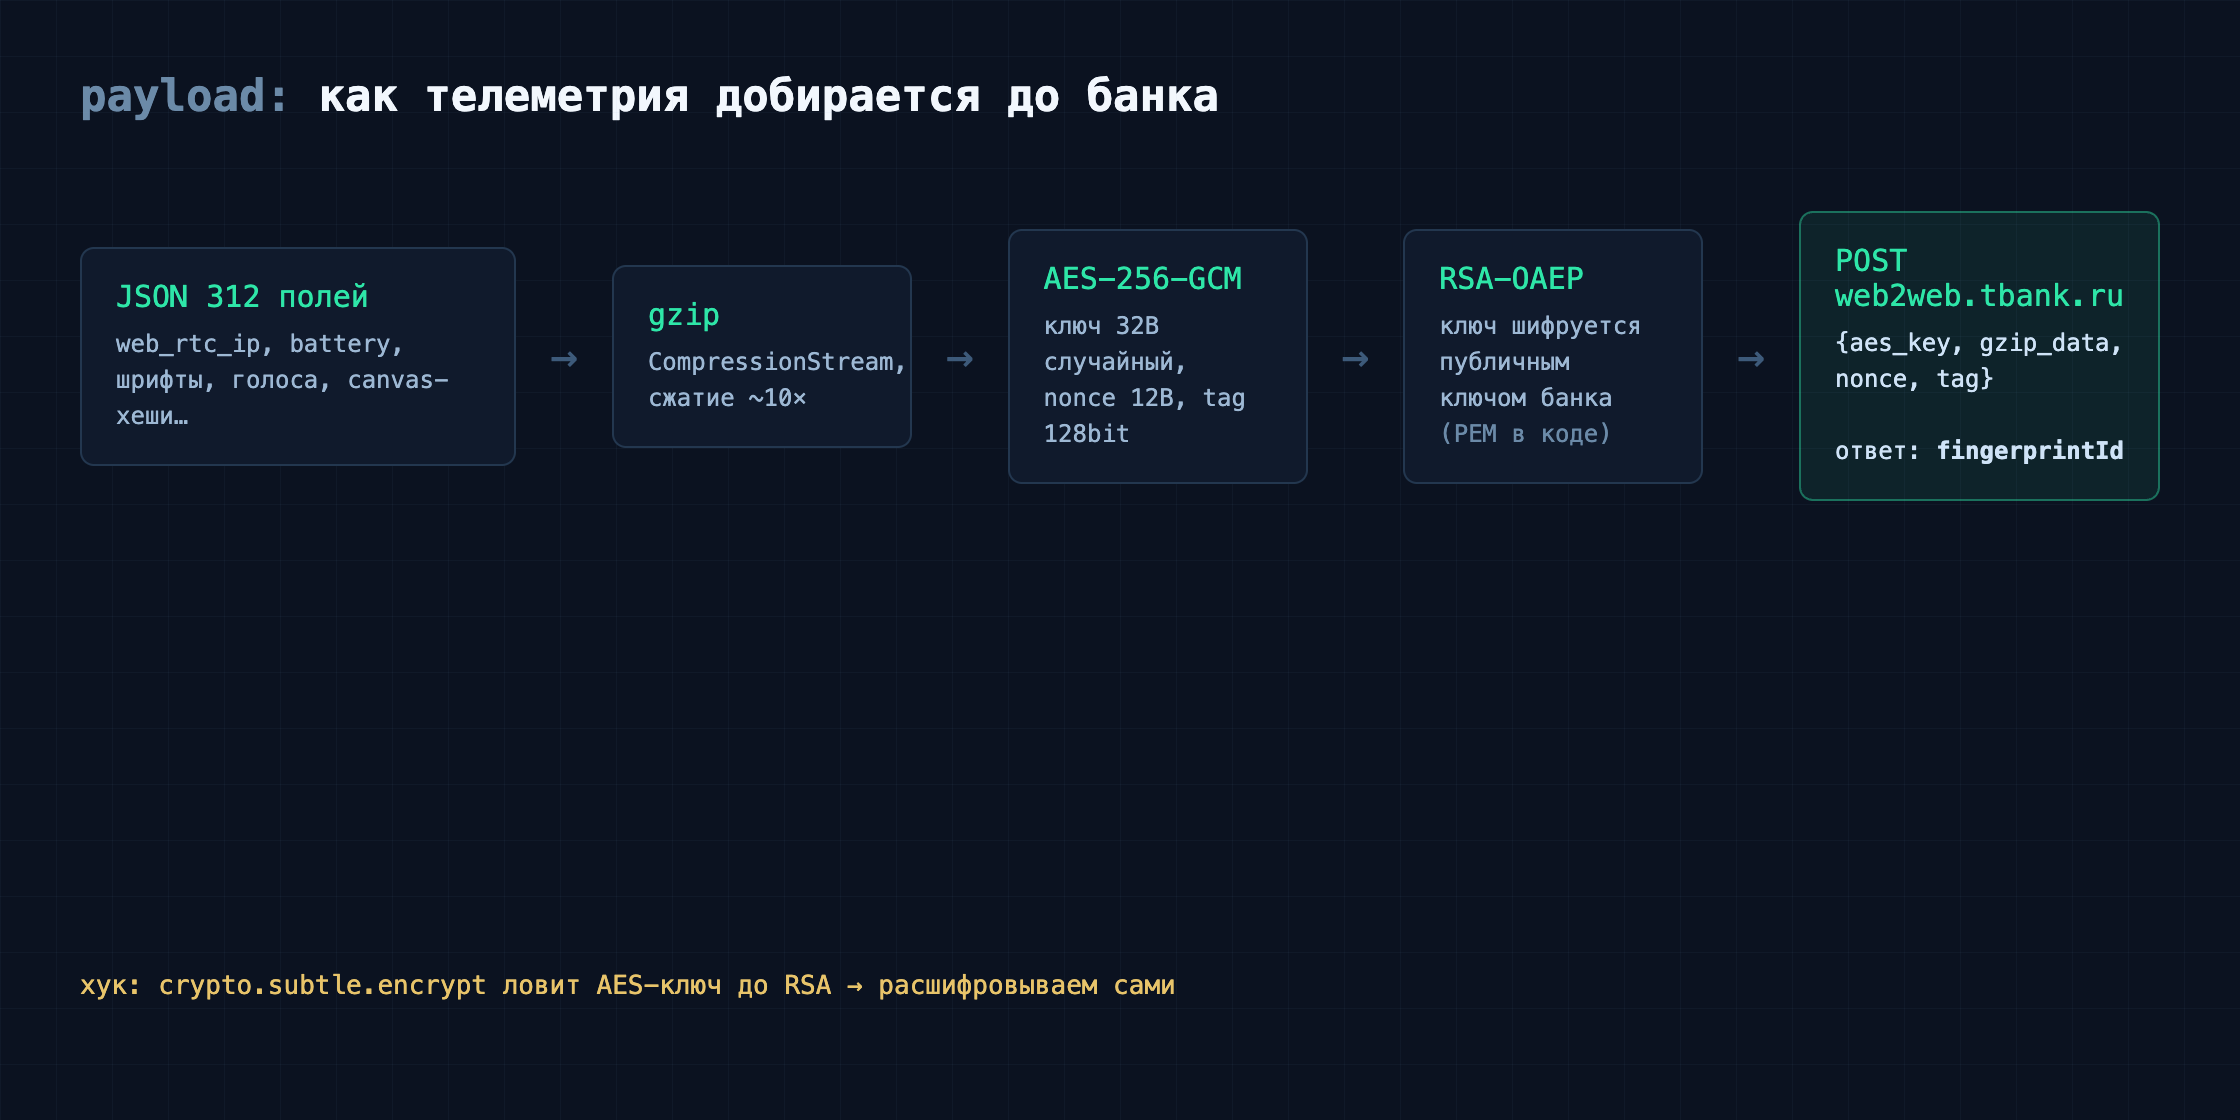 payload: как телеметрия добирается до банка
JSON 312 полей
web_rtc_ip, battery,
шрифты, голоса, canvas-
хеши…
→
gzip
CompressionStream,
сжатие ~10×
→
AES-256-GCM
ключ 32B
случайный,
nonce 12B, tag
128bit
→
RSA-OAEP
ключ шифруется
публичным
ключом банка
(PEM в коде)
→
POST
web2web.tbank.ru
{aes_key, gzip_data,
nonce, tag}
ответ: fingerprintId
хук: crypto.subtle.encrypt ловит AES-ключ до RSA → расшифровываем сами